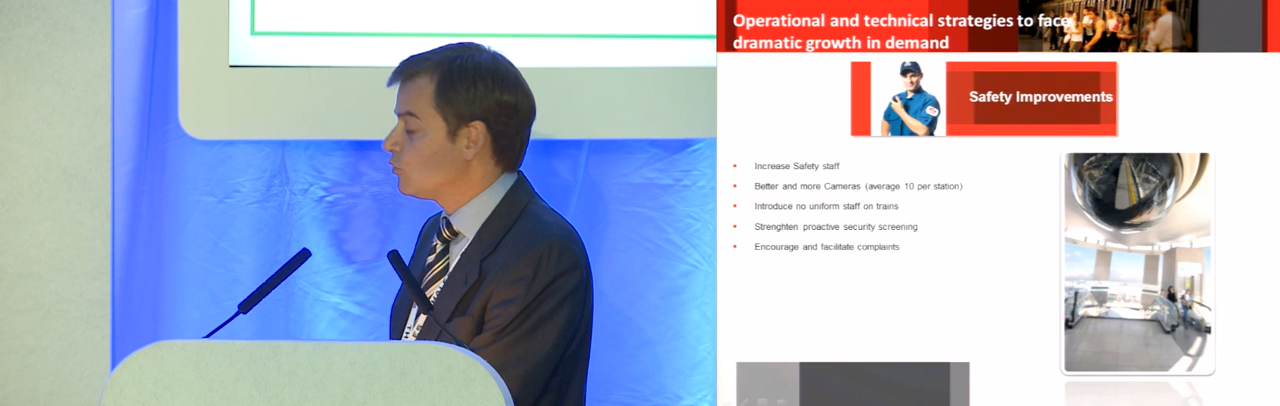 Operational and technical strategies to face
dramatic growth in demand
Safety Improvements
Increase Safety staff
Better and more Cameras (average 10 per station)
Introduce no uniform staff on trains
Strenghten proactive security screening
Encourage and facilitate complaints